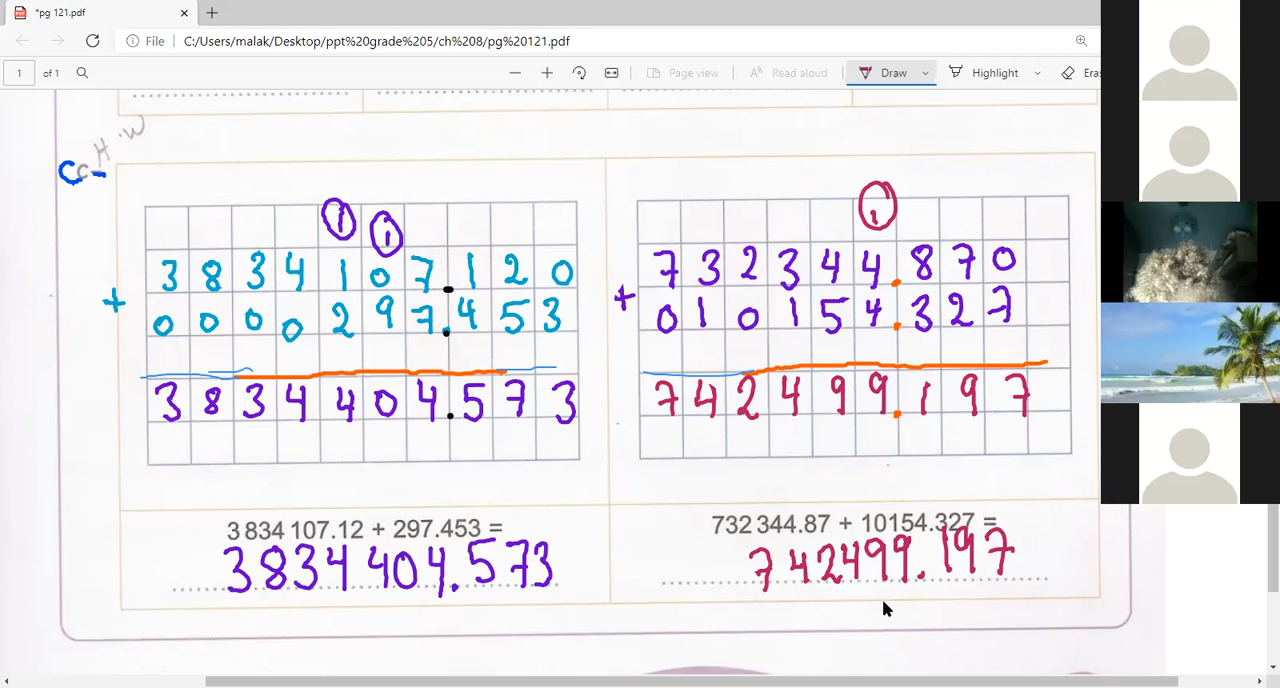 *pg 121.pdf
File C:/Users/malak/Desktop/ppt%20grade%205/ch%208/pg%20121.pdf
1 of 1 Page view Read aloud Draw Highlight Era
H.W
C c-
1 1
3 8 3 4 1 0 7 . 1 2 0
+ 0 0 0 0 2 9 7 . 4 5 3
3 8 3 4 4 0 4 . 5 7 3
3 834 107.12 + 297.453 =
3834 404.573
1
7 3 2 3 4 4 . 8 7 0
+ 0 1 0 1 5 4 . 3 2 7
7 4 2 4 9 9 . 1 9 7
732 344.87 + 10154.327 =
742499.197